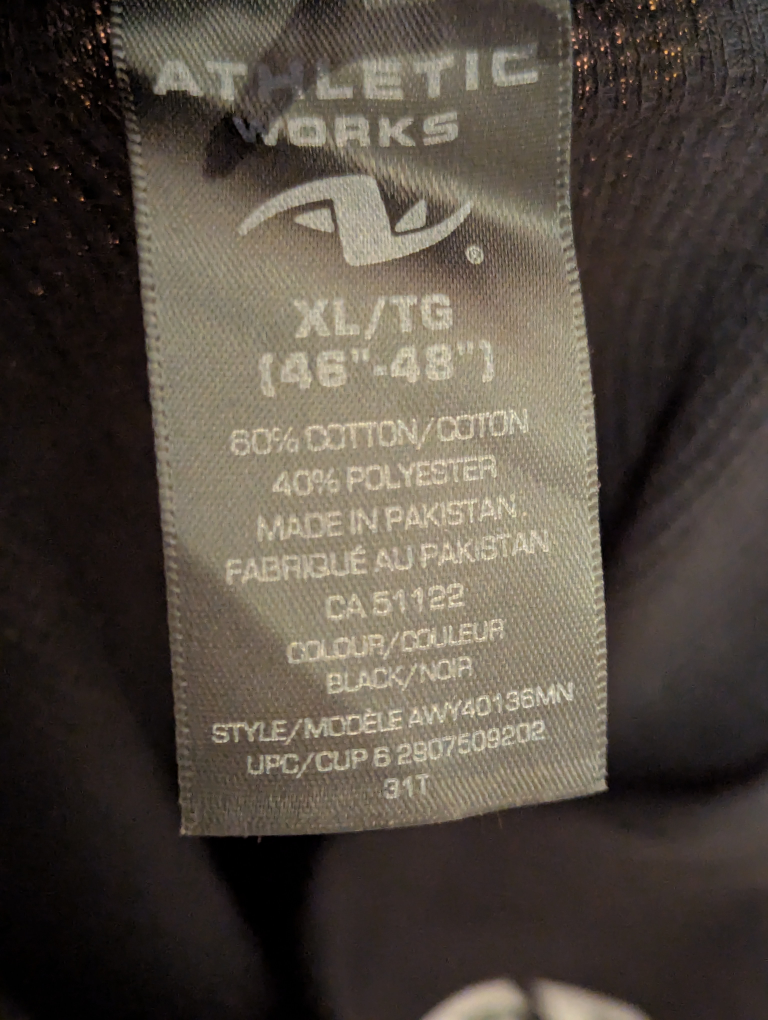 ATHLETIC
WORKS
®
XL/TG
(46"-48")
60% COTTON/COTON
40% POLYESTER
MADE IN PAKISTAN
FABRIQUÉ AU PAKISTAN
CA 51122
COLOUR/COULEUR
BLACK/NOIR
STYLE/MODÈLE AWY40136MN
UPC/CUP 6 2907509202
31T